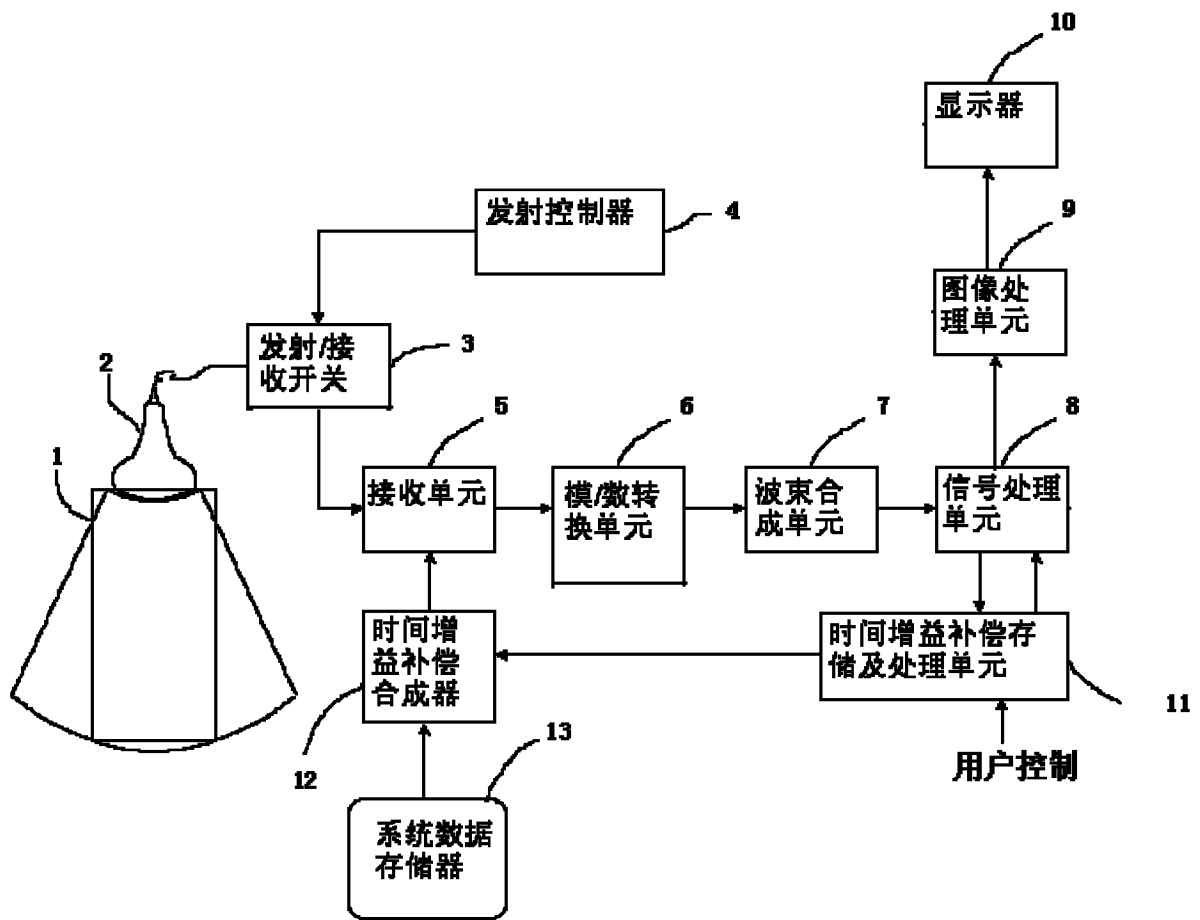 10
显示器
发射控制器
4
9
图像处
理单元
发射/接
收开关
3
2
5
6
7
8
1
接收单元
模/数转
换单元
波束合
成单元
信号处理
单元
时间增
益补偿
合成器
时间增益补偿存
储及处理单元
11
12
13
用户控制
系统数据
存储器